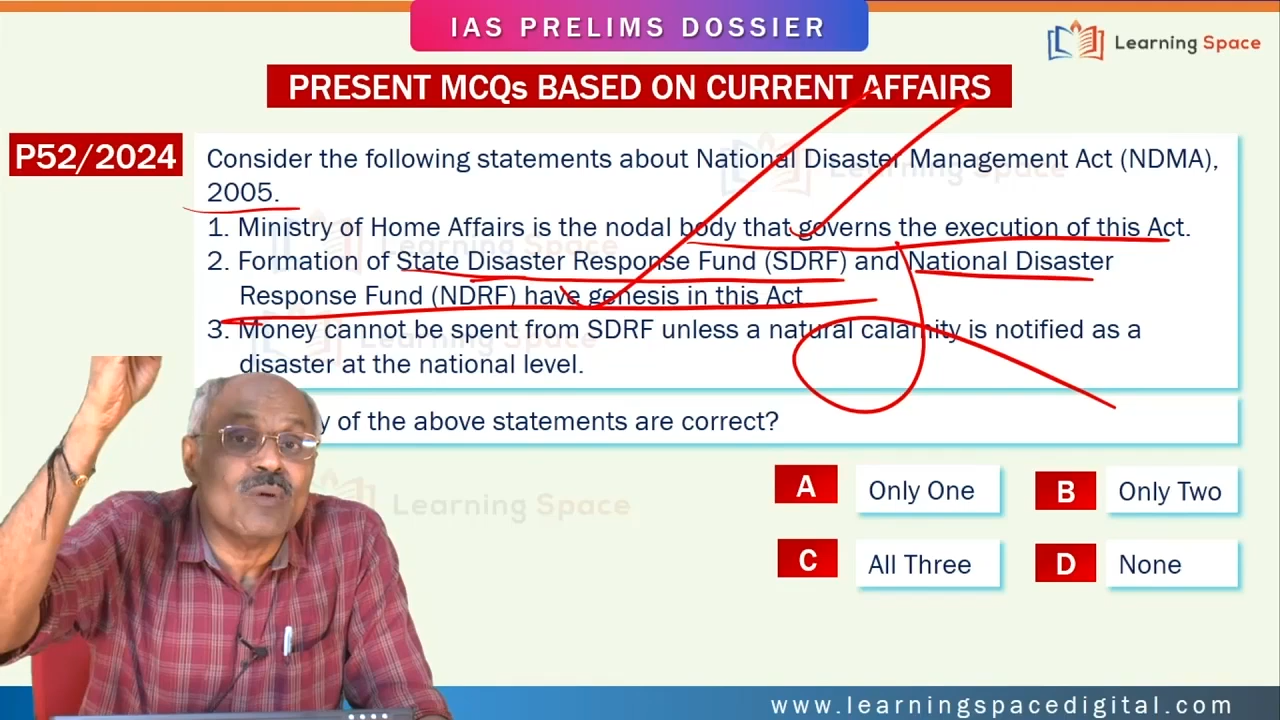 IAS PRELIMS DOSSIER
Learning Space
PRESENT MCQs BASED ON CURRENT AFFAIRS
P52/2024
Consider the following statements about National Disaster Management Act (NDMA),
2005.
1. Ministry of Home Affairs is the nodal body that governs the execution of this Act.
2. Formation of State Disaster Response Fund (SDRF) and National Disaster
Response Fund (NDRF) have genesis in this Act.
3. Money cannot be spent from SDRF unless a natural calamity is notified as a
disaster at the national level.
of the above statements are correct?
A Only One
B Only Two
C All Three
D None
Learning Space
www.learningspacedigital.com